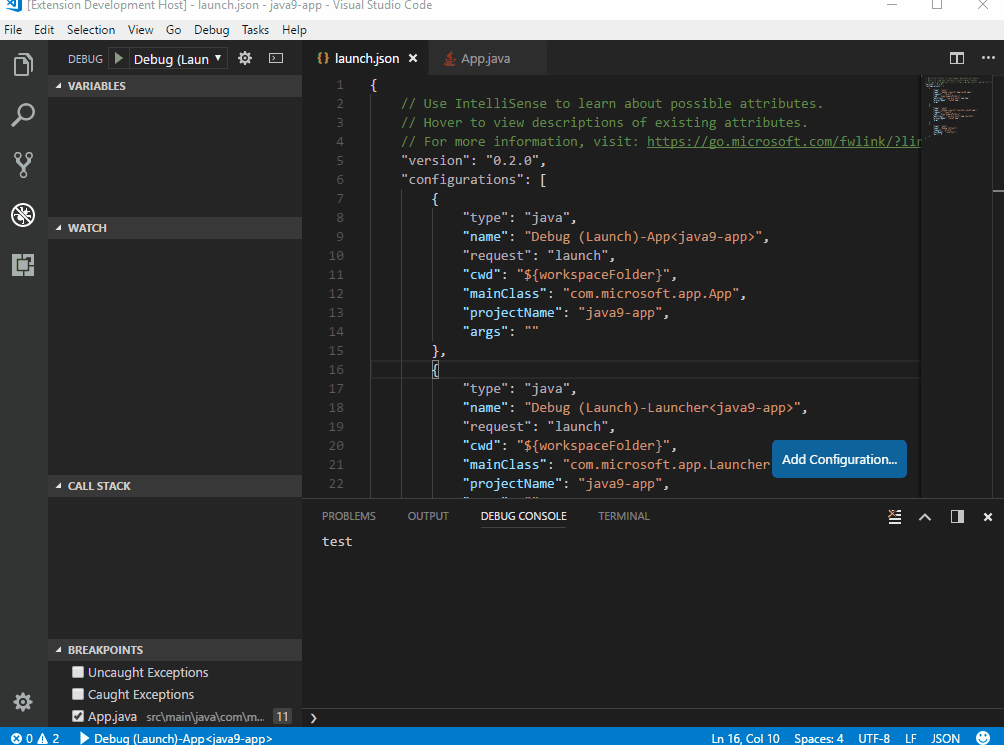 [Extension Development Host] - launch.json - java9-app - Visual Studio Code
File Edit Selection View Go Debug Tasks Help
DEBUG Debug (Laun
launch.json App.java
VARIABLES
WATCH
CALL STACK
BREAKPOINTS
Uncaught Exceptions
Caught Exceptions
App.java src\main\java\com\m... 11
1 {
2 // Use IntelliSense to learn about possible attributes.
3 // Hover to view descriptions of existing attributes.
4 // For more information, visit: https://go.microsoft.com/fwlink/?lin
5 "version": "0.2.0",
6 "configurations": [
7 {
8 "type": "java",
9 "name": "Debug (Launch)-App<java9-app>",
10 "request": "launch",
11 "cwd": "${workspaceFolder}",
12 "mainClass": "com.microsoft.app.App",
13 "projectName": "java9-app",
14 "args": ""
15 },
16 {
17 "type": "java",
18 "name": "Debug (Launch)-Launcher<java9-app>",
19 "request": "launch",
20 "cwd": "${workspaceFolder}",
21 "mainClass": "com.microsoft.app.Launcher
22 "projectName": "java9-app",
Add Configuration...
PROBLEMS OUTPUT DEBUG CONSOLE TERMINAL
test
0 2 Debug (Launch)-App<java9-app> Ln 16, Col 10 Spaces: 4 UTF-8 LF JSON